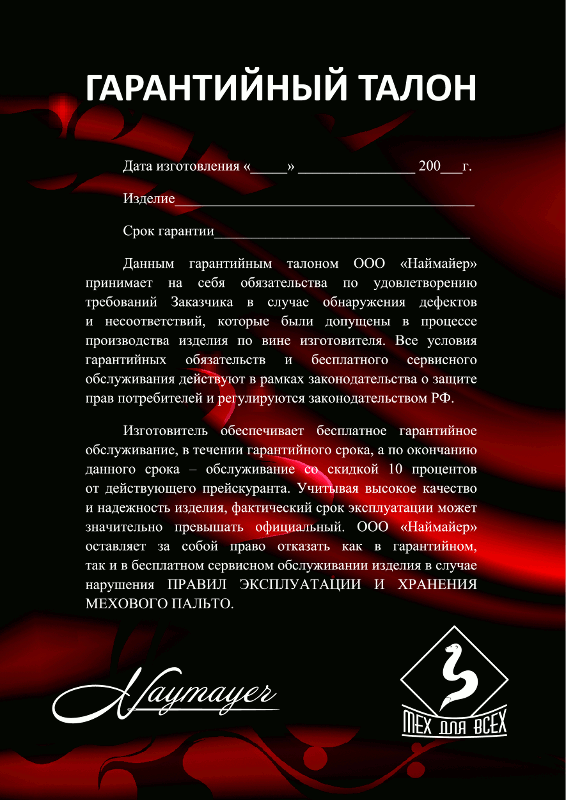 ГАРАНТИЙНЫЙ ТАЛОН
Дата изготовления «_____» ________________ 200___г.
Изделие_________________________________________
Срок гарантии___________________________________
Данным гарантийным талоном ООО «Наймайер»
принимает на себя обязательства по удовлетворению
требований Заказчика в случае обнаружения дефектов
и несоответствий, которые были допущены в процессе
производства изделия по вине изготовителя. Все условия
гарантийных обязательств и бесплатного сервисного
обслуживания действуют в рамках законодательства о защите
прав потребителей и регулируются законодательством РФ.
Изготовитель обеспечивает бесплатное гарантийное
обслуживание, в течении гарантийного срока, а по окончанию
данного срока – обслуживание со скидкой 10 процентов
от действующего прейскуранта. Учитывая высокое качество
и надежность изделия, фактический срок эксплуатации может
значительно превышать официальный. ООО «Наймайер»
оставляет за собой право отказать как в гарантийном,
так и в бесплатном сервисном обслуживании изделия в случае
нарушения ПРАВИЛ ЭКСПЛУАТАЦИИ И ХРАНЕНИЯ
МЕХОВОГО ПАЛЬТО.
Naymayer
МЕХ ДЛЯ ВСЕХ